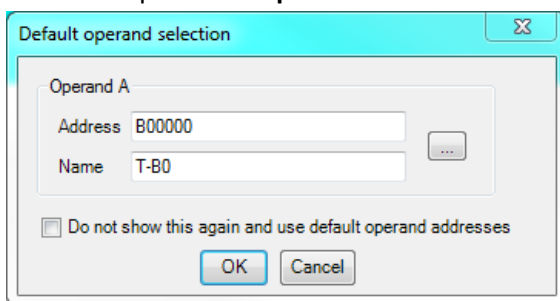 Default operand selection
Operand A
Address B00000
Name T-B0
...
Do not show this again and use default operand addresses
OK Cancel